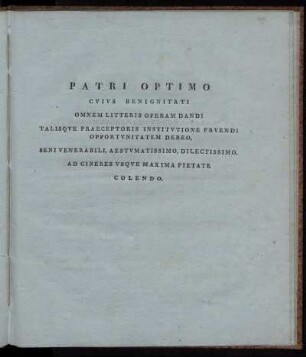 PATRI OPTIMO
CVIVS BENIGNITATI
OMNEM LITTERIS OPERAM DANDI
TALISQVE PRAECEPTORIS INSTITVTIONE FRVENDI
OPPORTVNITATEM DEBEO,
SENI VENERABILI, AESTVMATISSIMO, DILECTISSIMO,
AD CINERES VSQVE MAXIMA PIETATE
COLENDO.